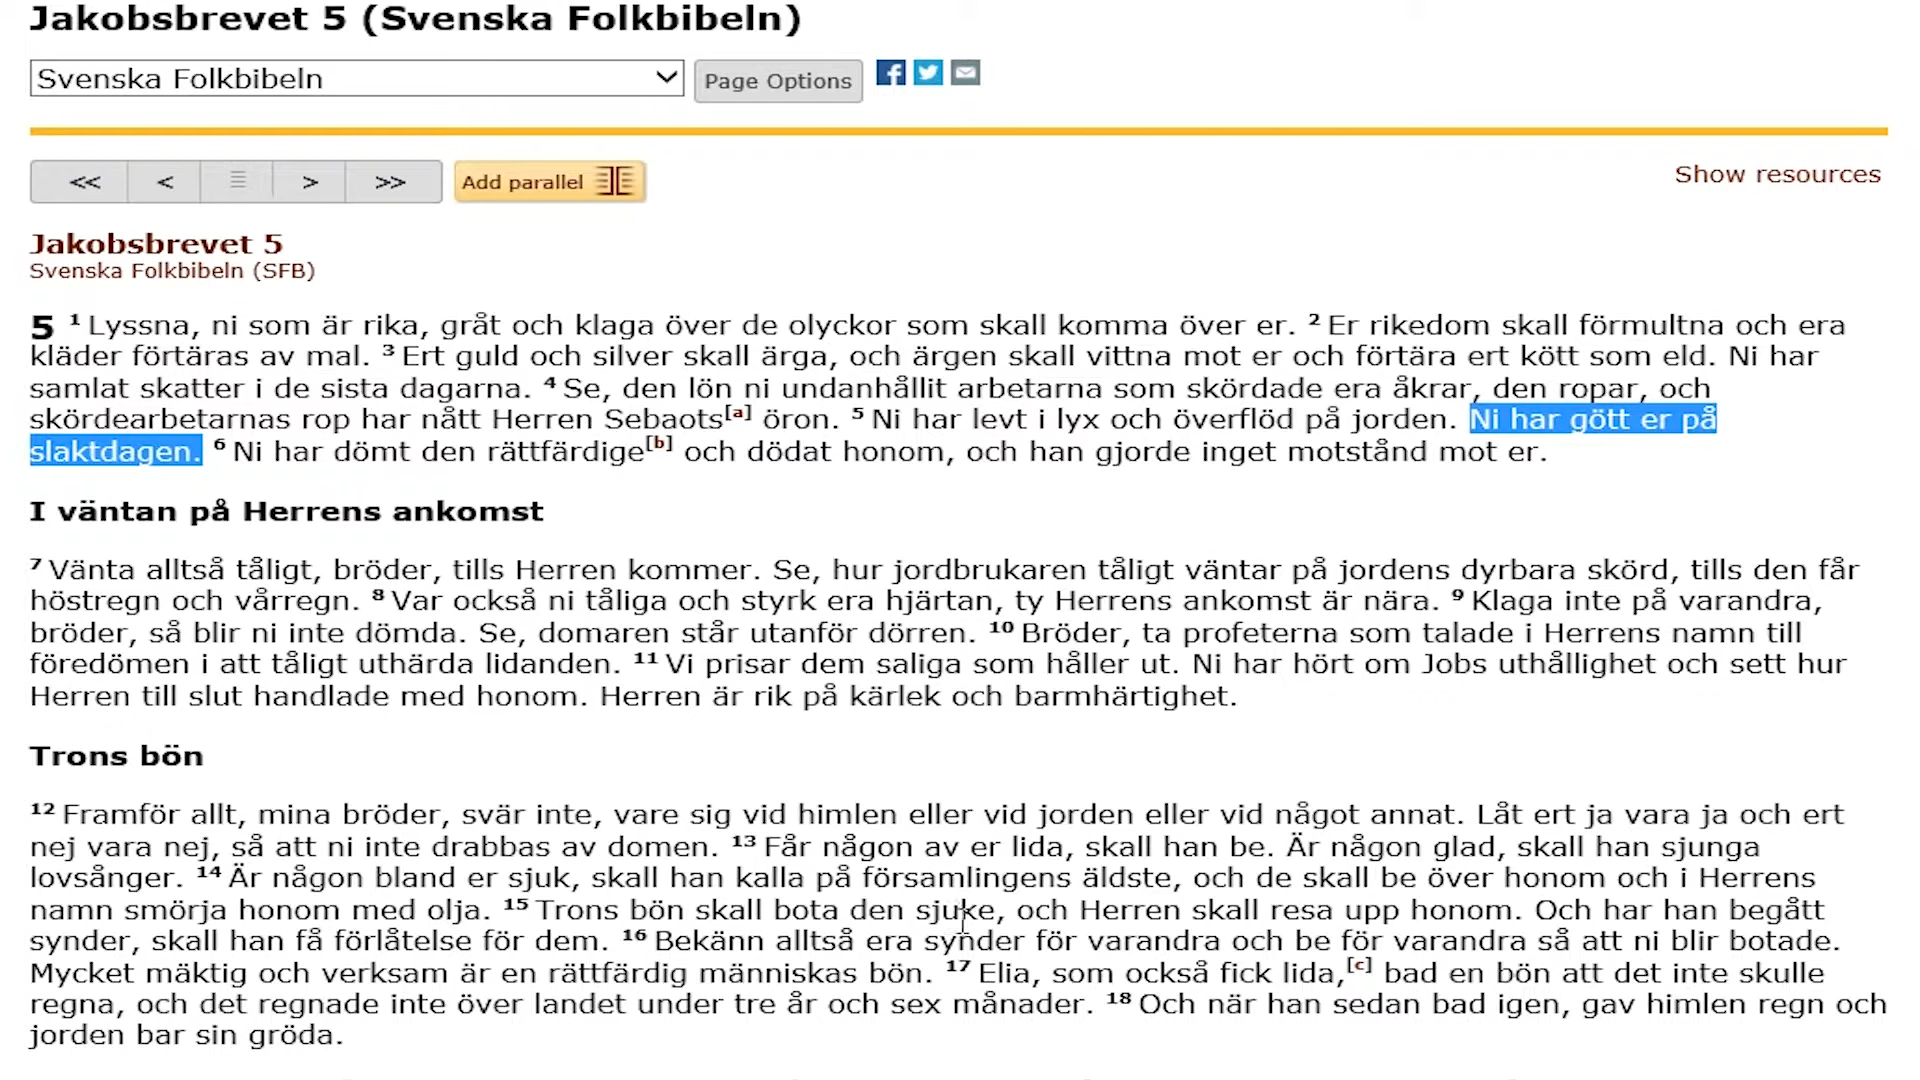 Jakobsbrevet 5 (Svenska Folkbibeln)
Svenska Folkbibeln
Page Options
<< < > >> Add parallel
Show resources
Jakobsbrevet 5
Svenska Folkbibeln (SFB)
5 1 Lyssna, ni som är rika, gråt och klaga över de olyckor som skall komma över er. 2 Er rikedom skall förmultna och era
kläder förtäras av mal. 3 Ert guld och silver skall ärga, och ärgen skall vittna mot er och förtära ert kött som eld. Ni har
samlat skatter i de sista dagarna. 4 Se, den lön ni undanhållit arbetarna som skördade era åkrar, den ropar, och
skördearbetarnas rop har nått Herren Sebaots[a] öron. 5 Ni har levt i lyx och överflöd på jorden. Ni har gött er på
slaktdagen. 6 Ni har dömt den rättfärdige[b] och dödat honom, och han gjorde inget motstånd mot er.
I väntan på Herrens ankomst
7 Vänta alltså tåligt, bröder, tills Herren kommer. Se, hur jordbrukaren tåligt väntar på jordens dyrbara skörd, tills den får
höstregn och vårregn. 8 Var också ni tåliga och styrk era hjärtan, ty Herrens ankomst är nära. 9 Klaga inte på varandra,
bröder, så blir ni inte dömda. Se, domaren står utanför dörren. 10 Bröder, ta profeterna som talade i Herrens namn till
föredömen i att tåligt uthärda lidanden. 11 Vi prisar dem saliga som håller ut. Ni har hört om Jobs uthållighet och sett hur
Herren till slut handlade med honom. Herren är rik på kärlek och barmhärtighet.
Trons bön
12 Framför allt, mina bröder, svär inte, vare sig vid himlen eller vid jorden eller vid något annat. Låt ert ja vara ja och ert
nej vara nej, så att ni inte drabbas av domen. 13 Får någon av er lida, skall han be. Är någon glad, skall han sjunga
lovsånger. 14 Är någon bland er sjuk, skall han kalla på församlingens äldste, och de skall be över honom och i Herrens
namn smörja honom med olja. 15 Trons bön skall bota den sjuke, och Herren skall resa upp honom. Och har han begått
synder, skall han få förlåtelse för dem. 16 Bekänn alltså era synder för varandra och be för varandra så att ni blir botade.
Mycket mäktig och verksam är en rättfärdig människas bön. 17 Elia, som också fick lida,[c] bad en bön att det inte skulle
regna, och det regnade inte över landet under tre år och sex månader. 18 Och när han sedan bad igen, gav himlen regn och
jorden bar sin gröda.